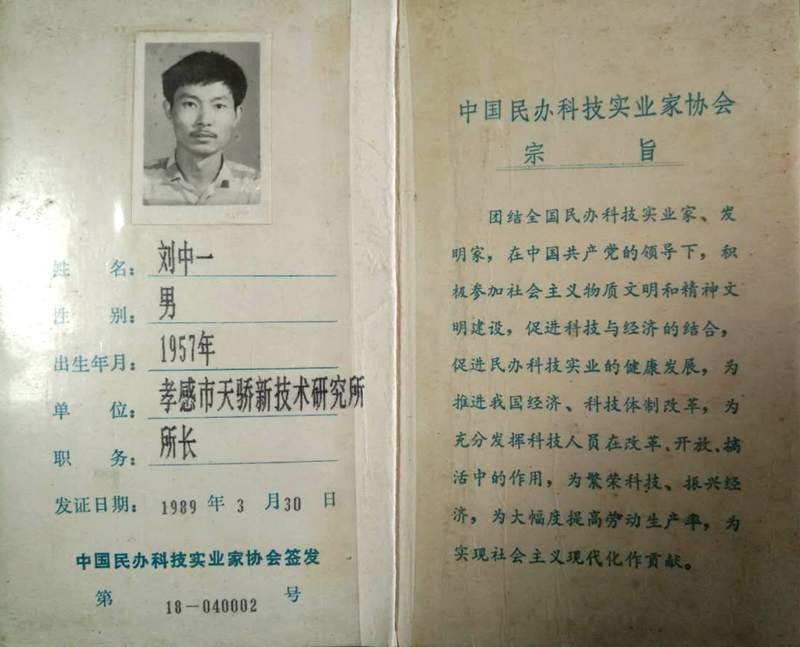 姓 名：刘中一
性 别：男
出生年月：1957年
单 位：孝感市天骄新技术研究所
职 务：所长
发证日期：1989 年 3 月 30 日
中国民办科技实业家协会签发
第 18—040002 号
中国民办科技实业家协会
宗 旨
团结全国民办科技实业家、发
明家，在中国共产党的领导下，积
极参加社会主义物质文明和精神文
明建设，促进科技与经济的结合，
促进民办科技实业的健康发展，为
推进我国经济、科技体制改革，为
充分发挥科技人员在改革、开放、搞
活中的作用，为繁荣科技、振兴经
济，为大幅度提高劳动生产率，为
实现社会主义现代化作贡献。